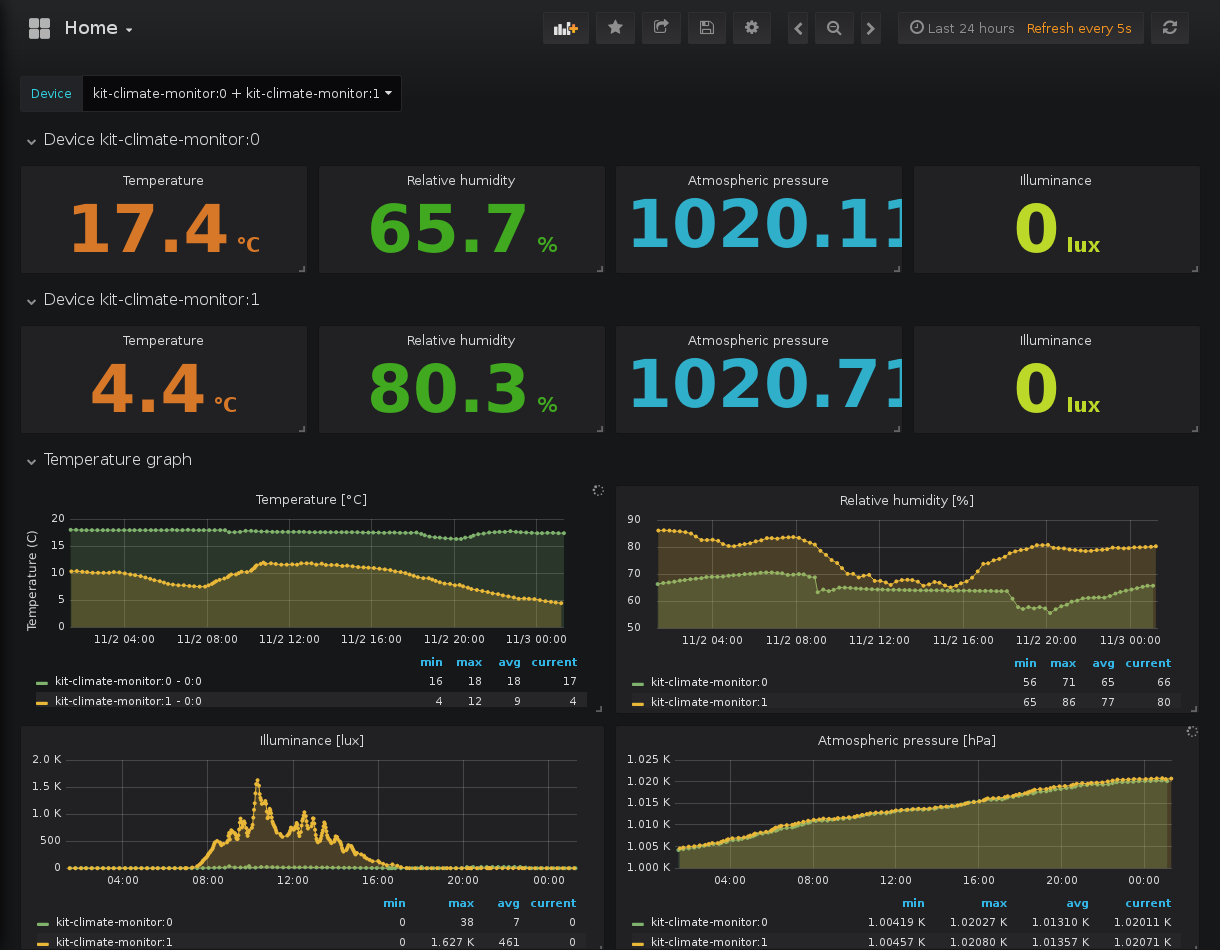 Home
Last 24 hours Refresh every 5s
Device kit-climate-monitor:0 + kit-climate-monitor:1
Device kit-climate-monitor:0
Temperature Relative humidity Atmospheric pressure Illuminance
17.4 °C 65.7 % 1020.11 0 lux
Device kit-climate-monitor:1
Temperature Relative humidity Atmospheric pressure Illuminance
4.4 °C 80.3 % 1020.71 0 lux
Temperature graph
Temperature [°C]
Temperature (C)
20
15
10
5
0
11/2 04:00 11/2 08:00 11/2 12:00 11/2 16:00 11/2 20:00 11/3 00:00
min max avg current
kit-climate-monitor:0 - 0:0 16 18 18 17
kit-climate-monitor:1 - 0:0 4 12 9 4
Relative humidity [%]
90
80
70
60
50
11/2 04:00 11/2 08:00 11/2 12:00 11/2 16:00 11/2 20:00 11/3 00:00
min max avg current
kit-climate-monitor:0 56 71 65 66
kit-climate-monitor:1 65 86 77 80
Illuminance [lux]
2.0 K
1.5 K
1.0 K
500
0
04:00 08:00 12:00 16:00 20:00 00:00
min max avg current
kit-climate-monitor:0 0 38 7 0
kit-climate-monitor:1 0 1.627 K 461 0
Atmospheric pressure [hPa]
1.025 K
1.020 K
1.015 K
1.010 K
1.005 K
1.000 K
04:00 08:00 12:00 16:00 20:00 00:00
min max avg current
kit-climate-monitor:0 1.00419 K 1.02027 K 1.01310 K 1.02011 K
kit-climate-monitor:1 1.00457 K 1.02080 K 1.01357 K 1.02071 K